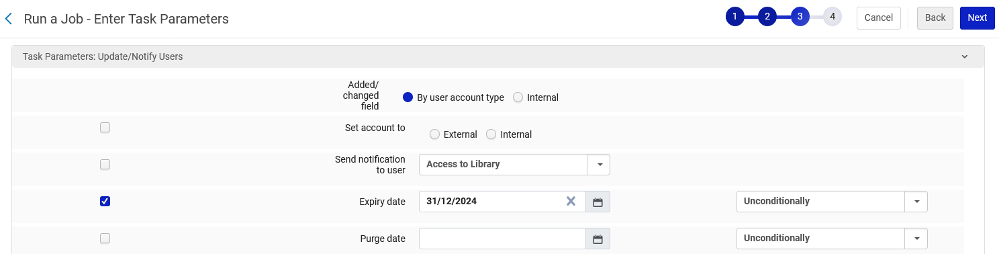 Run a Job - Enter Task Parameters
1 2 3 4
Cancel
Back
Next
Task Parameters: Update/Notify Users
Added/
changed
field
By user account type
Internal
Set account to
External
Internal
Send notification
to user
Access to Library
Expiry date
31/12/2024
Unconditionally
Purge date
Unconditionally